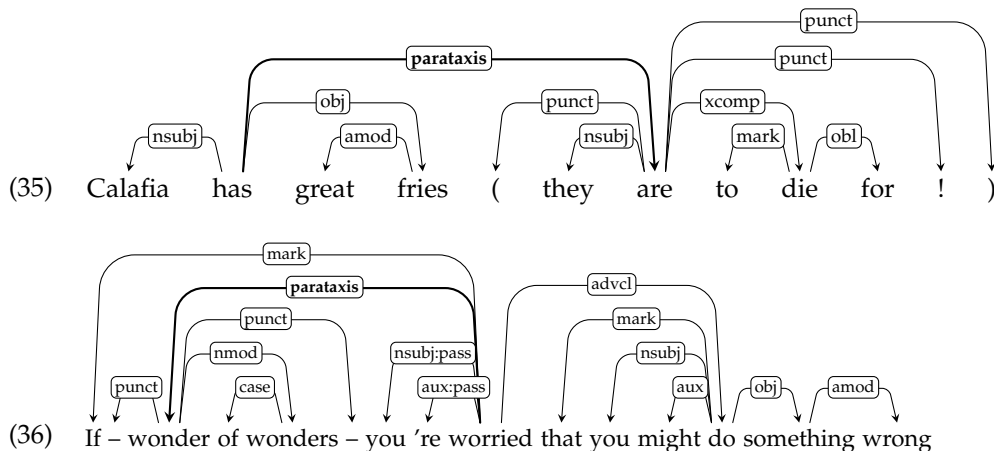 punct
parataxis punct
obj punct xcomp
nsubj amod nsubj mark obl
(35) Calafia has great fries ( they are to die for ! )
mark
parataxis advcl
punct mark
nmod nsubj:pass nsubj
punct case aux:pass aux obj amod
(36) If – wonder of wonders – you 're worried that you might do something wrong